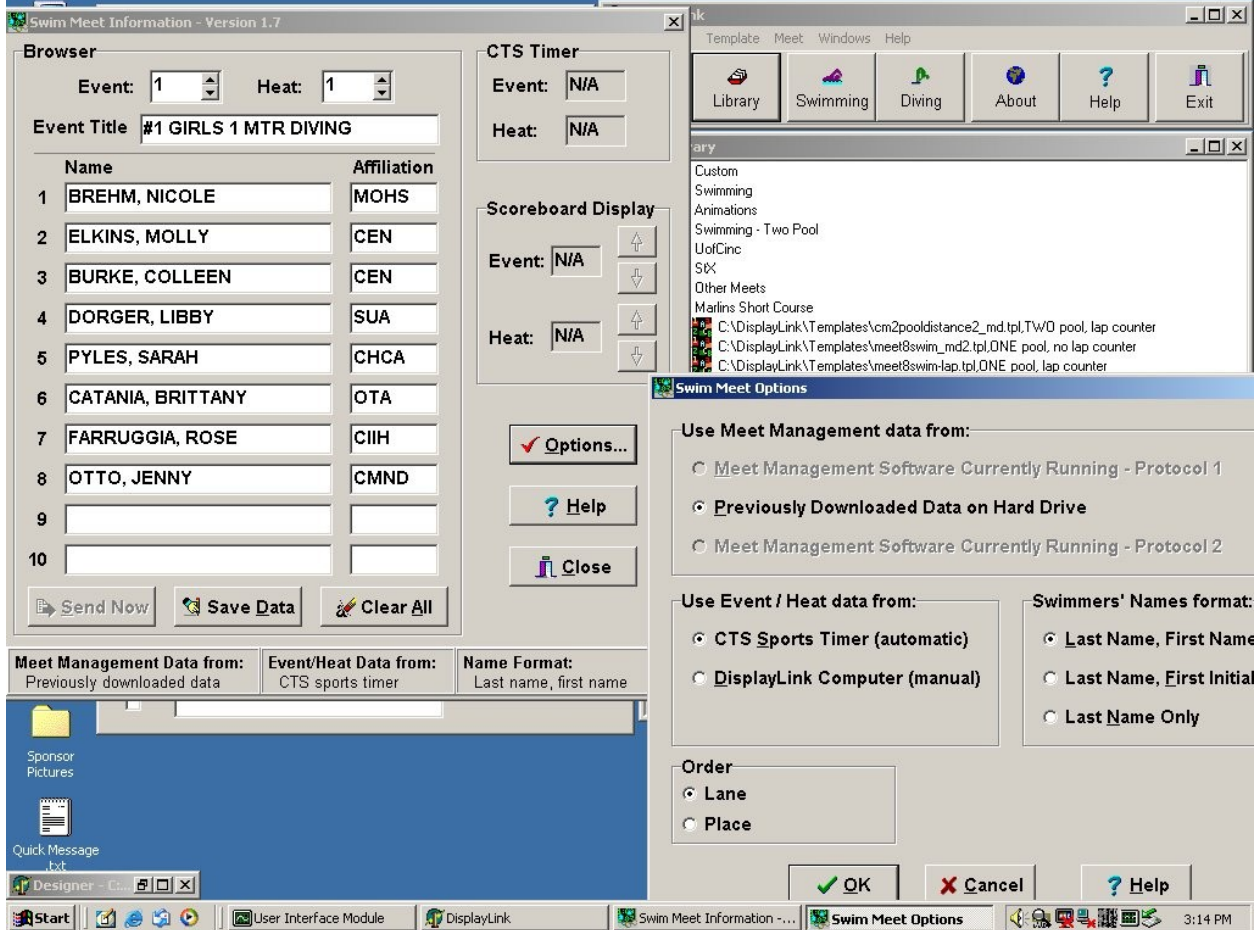 Swim Meet Information - Version 1.7
Browser
Event: 1 Heat: 1
Event Title #1 GIRLS 1 MTR DIVING
Name Affiliation
1 BREHM, NICOLE MOHS
2 ELKINS, MOLLY CEN
3 BURKE, COLLEEN CEN
4 DORGER, LIBBY SUA
5 PYLES, SARAH CHCA
6 CATANIA, BRITTANY OTA
7 FARRUGGIA, ROSE CIIH
8 OTTO, JENNY CMND
9
10
Send Now Save Data Clear All
CTS Timer
Event: N/A
Heat: N/A
Scoreboard Display
Event: N/A
Heat: N/A
Options...
Help
Close
Meet Management Data from: Event/Heat Data from: Name Format:
Previously downloaded data CTS sports timer Last name, first name
Template Meet Windows Help
Library Swimming Diving About Help Exit
Custom
Swimming
Animations
Swimming - Two Pool
UofCinc
StX
Other Meets
Marlins Short Course
C:\DisplayLink\Templates\cm2pooldistance2_md.tpl,TWO pool, lap counter
C:\DisplayLink\Templates\meet8swim_md2.tpl,ONE pool, no lap counter
C:\DisplayLink\Templates\meet8swim-lap.tpl,ONE pool, lap counter
Swim Meet Options
Use Meet Management data from:
Meet Management Software Currently Running - Protocol 1
Previously Downloaded Data on Hard Drive
Meet Management Software Currently Running - Protocol 2
Use Event / Heat data from:
CTS Sports Timer (automatic)
DisplayLink Computer (manual)
Swimmers' Names format:
Last Name, First Name
Last Name, First Initial
Last Name Only
Order
Lane
Place
OK Cancel Help
Sponsor
Pictures
Quick Message
.txt
Designer - C:...
Start User Interface Module DisplayLink Swim Meet Information -... Swim Meet Options 3:14 PM